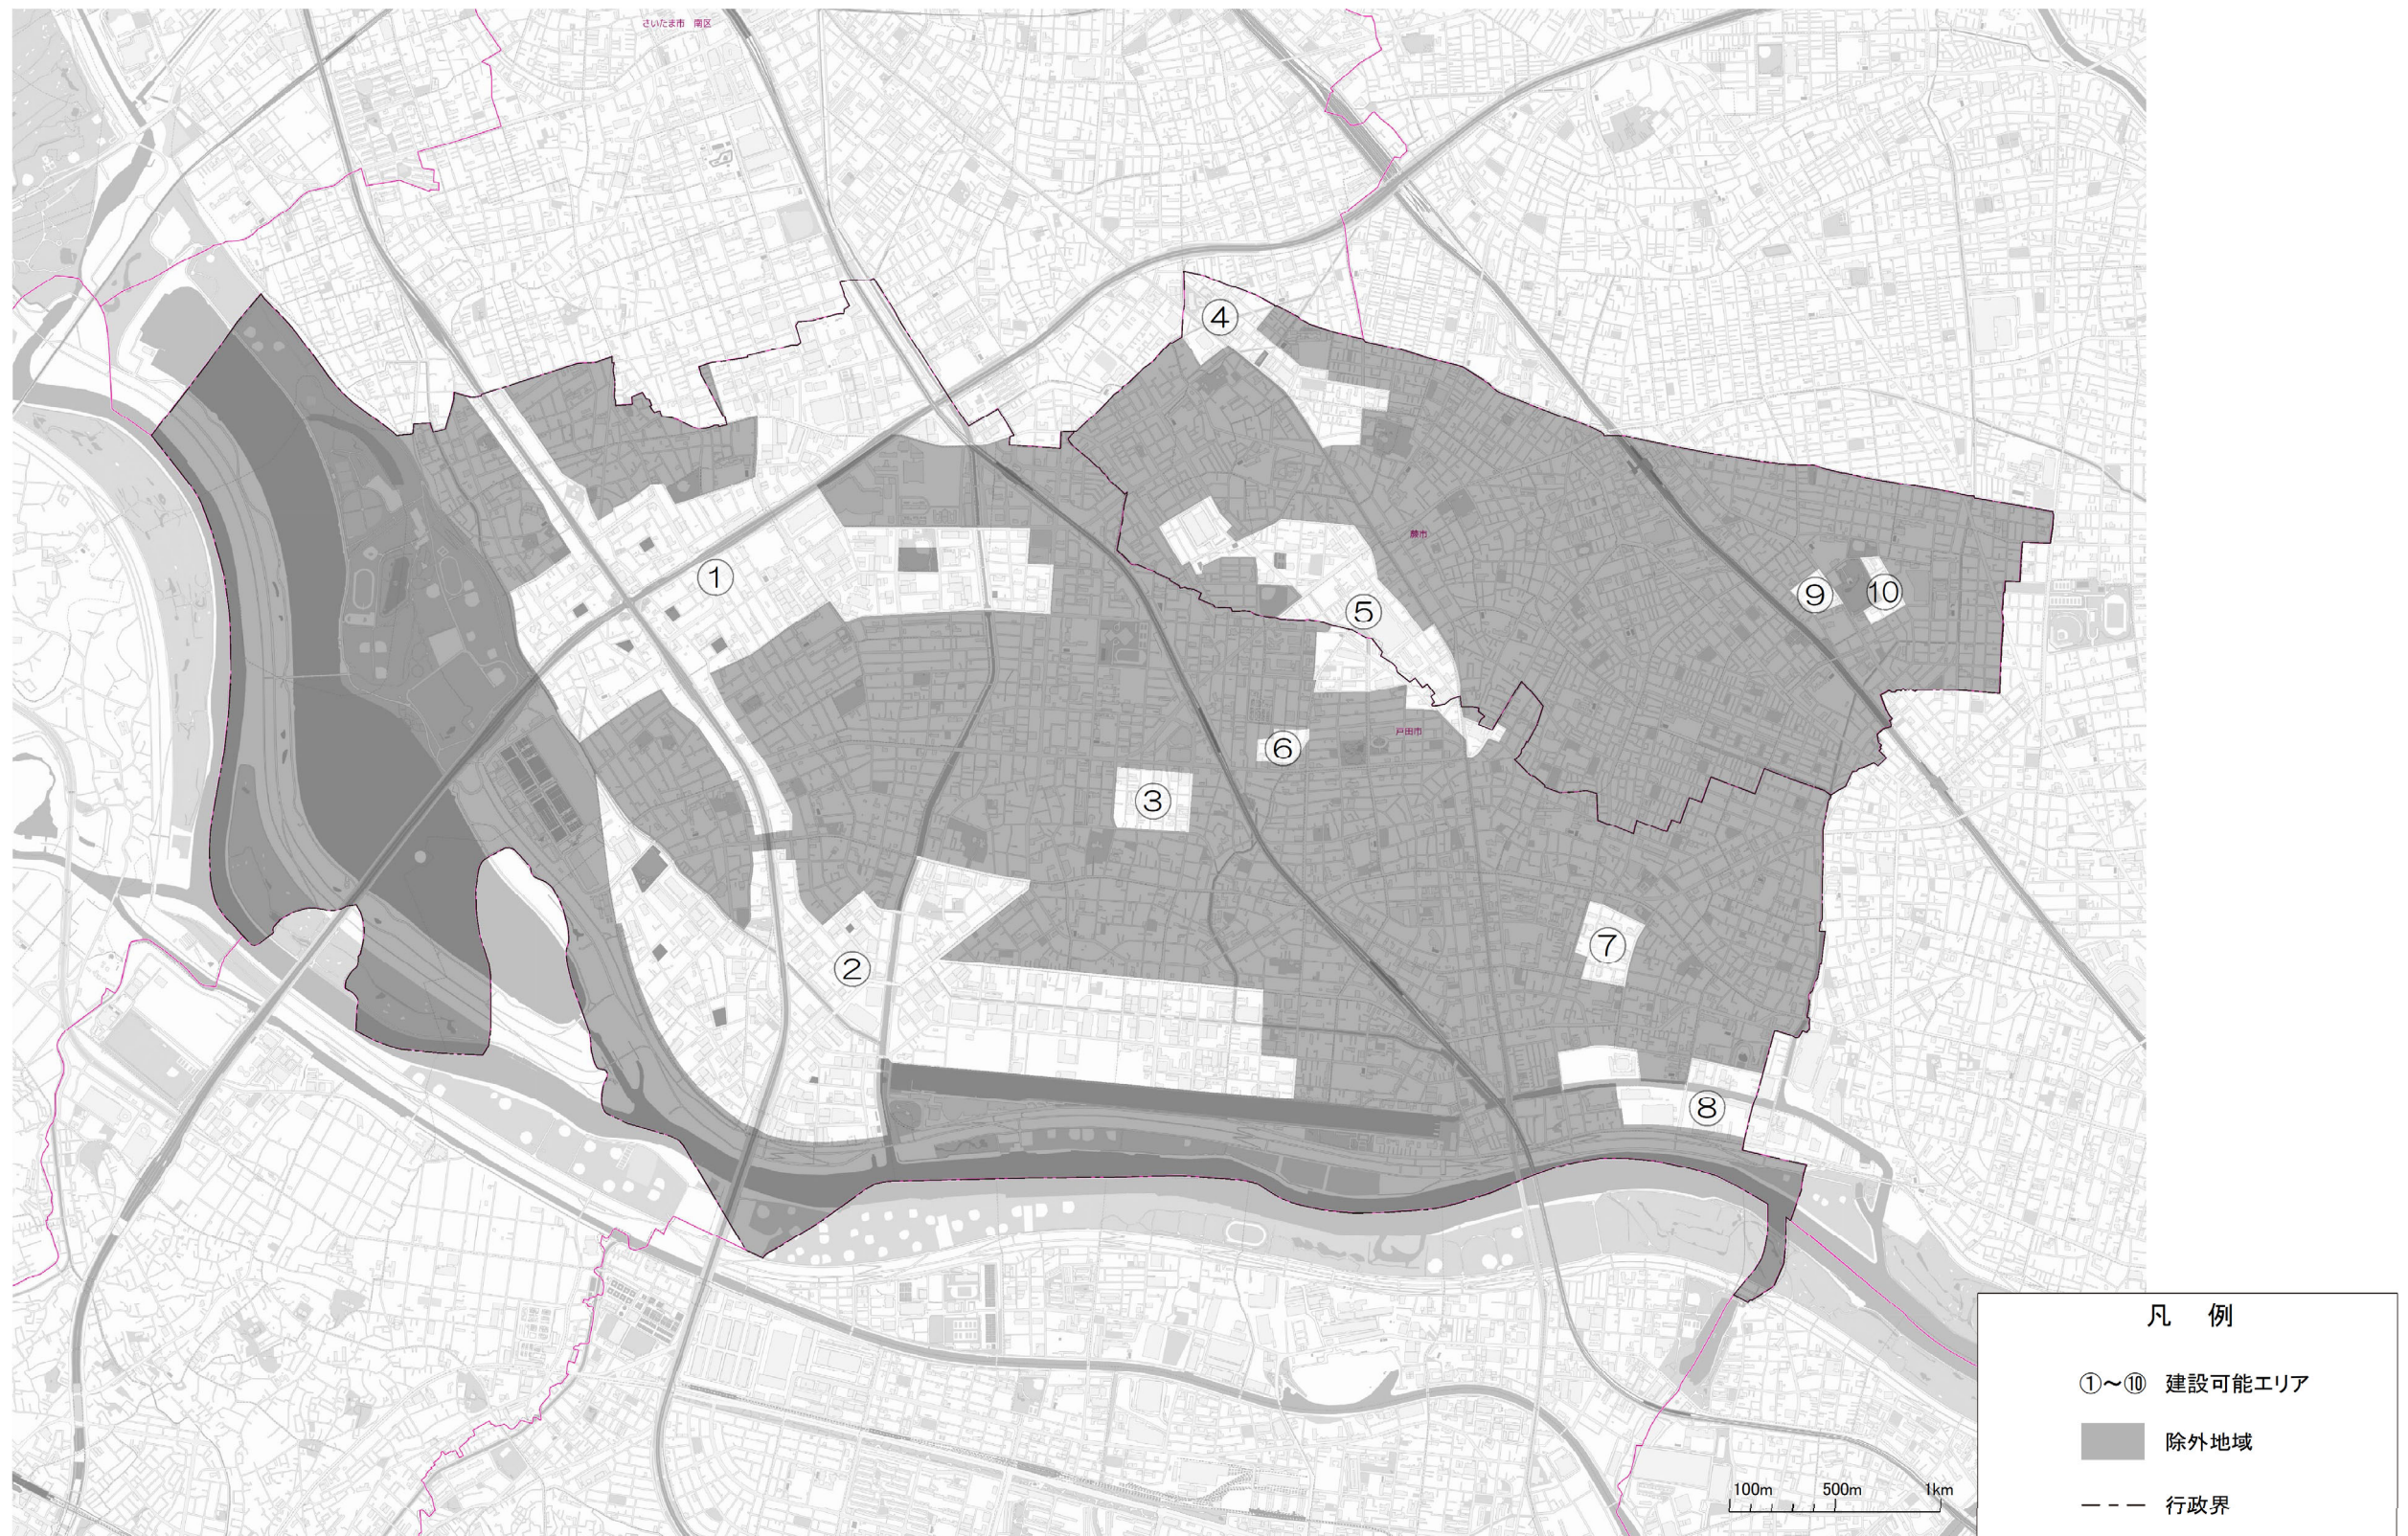 さいたま市 南区
④
蕨市
①
⑨
⑩
⑤
戸田市
⑥
③
⑦
②
⑧
凡 例
①～⑩ 建設可能エリア
除外地域
行政界
100m 500m 1km